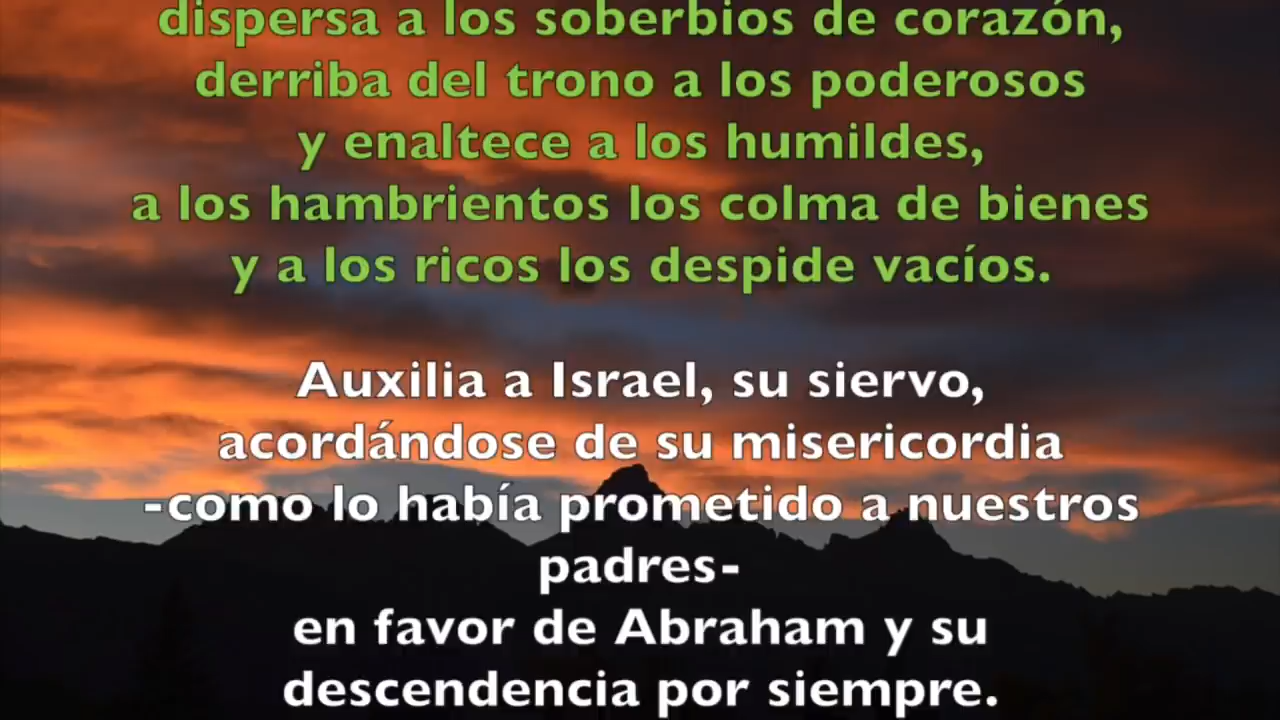 dispersa a los soberbios de corazón,
derriba del trono a los poderosos
y enaltece a los humildes,
a los hambrientos los colma de bienes
y a los ricos los despide vacíos.
Auxilia a Israel, su siervo,
acordándose de su misericordia
-como lo había prometido a nuestros
padres-
en favor de Abraham y su
descendencia por siempre.